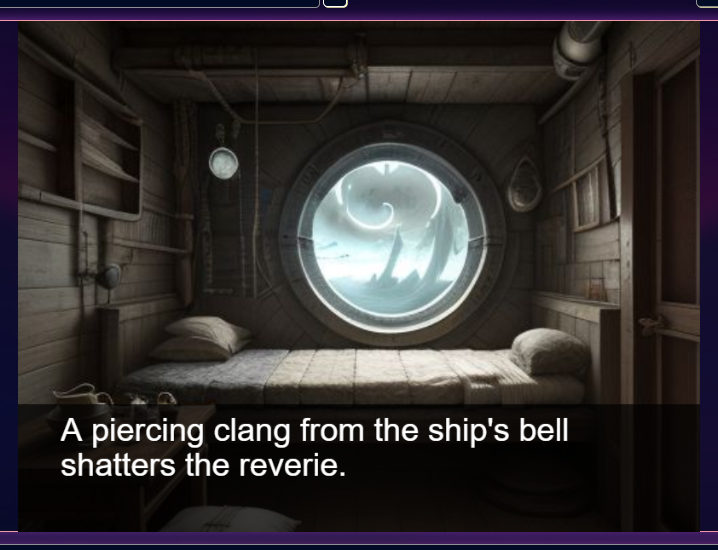 A piercing clang from the ship's bell
shatters the reverie.